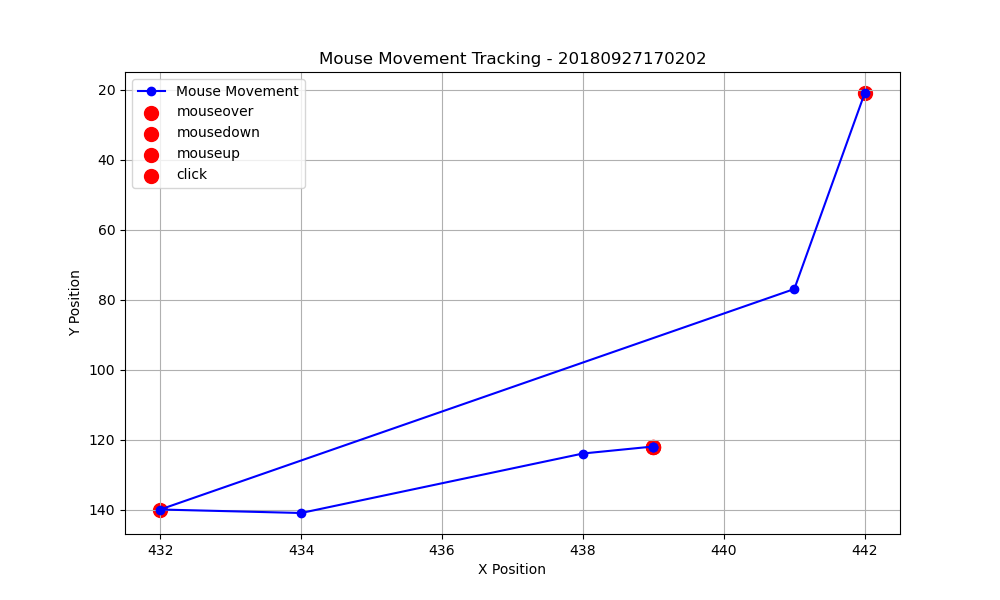 Mouse Movement Tracking - 20180927170202
Mouse Movement
mouseover
mousedown
mouseup
click
20
40
60
80
100
120
140
Y Position
432
434
436
438
440
442
X Position